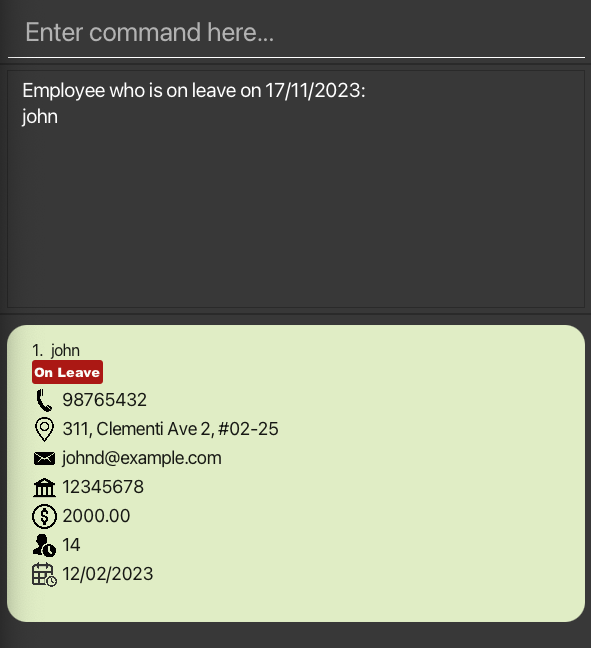 Enter command here...
Employee who is on leave on 17/11/2023:
john
1. john
On Leave
98765432
311, Clementi Ave 2, #02-25
johnd@example.com
12345678
2000.00
14
12/02/2023